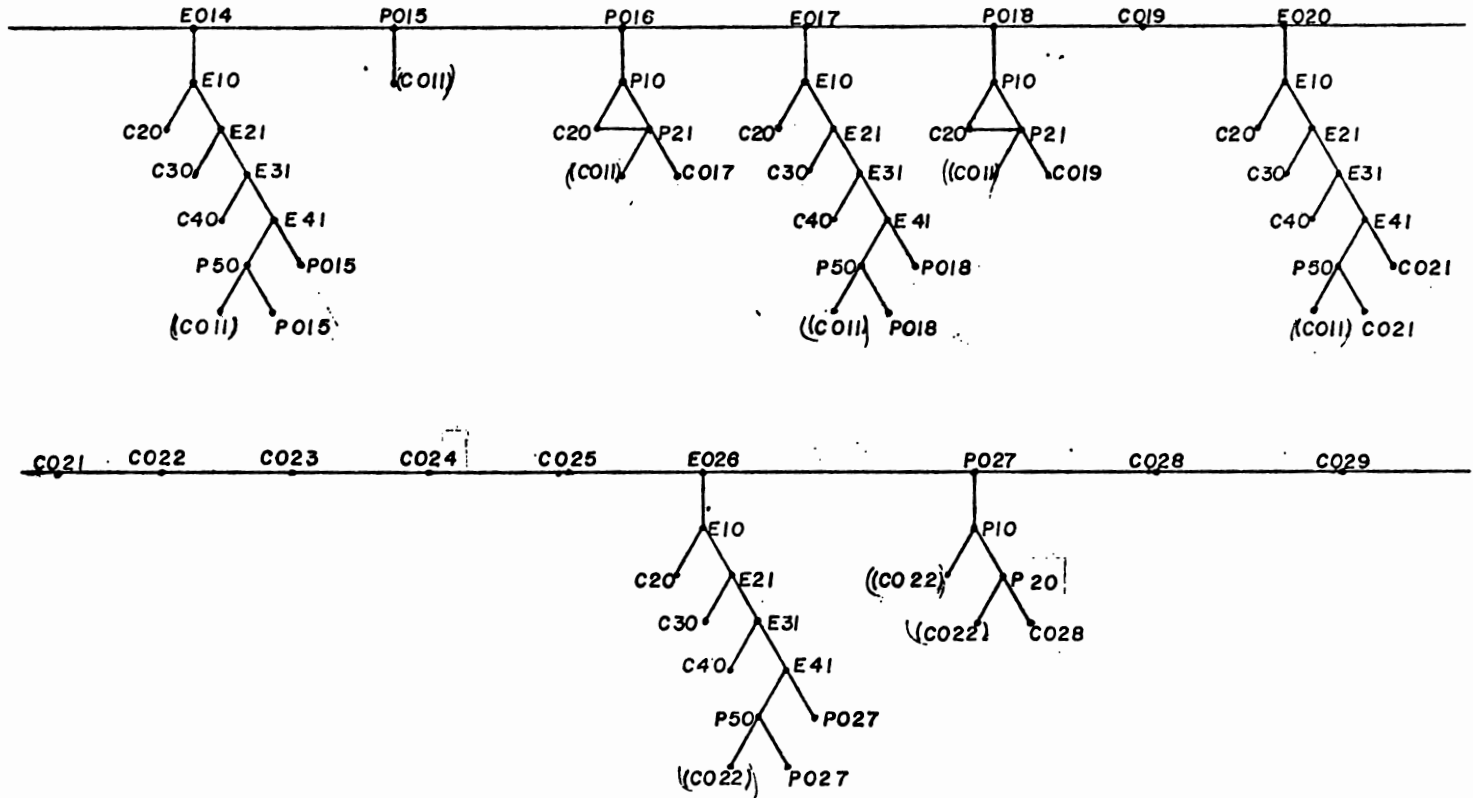 E014 P015 P016 E017 P018 C019 E020
E10 (C011) P10 E10 P10 E10
C20 E21 C20 P21 C20 E21 C20 P21 C20 E21
C30 E31 ((C011) C017 C30 E31 ((C011) C019 C30 E31
C40 E41 C40 E41 C40 E41
P50 P015 P50 P018 P50 C021
((C011) P015 ((C011) P018 ((C011) C021
C021 C022 C023 C024 C025 E026 P027 C028 C029
E10 P10
C20 E21 ((C022) P20
C30 E31 ((C022) C028
C40 E41
P50 P027
((C022) P027